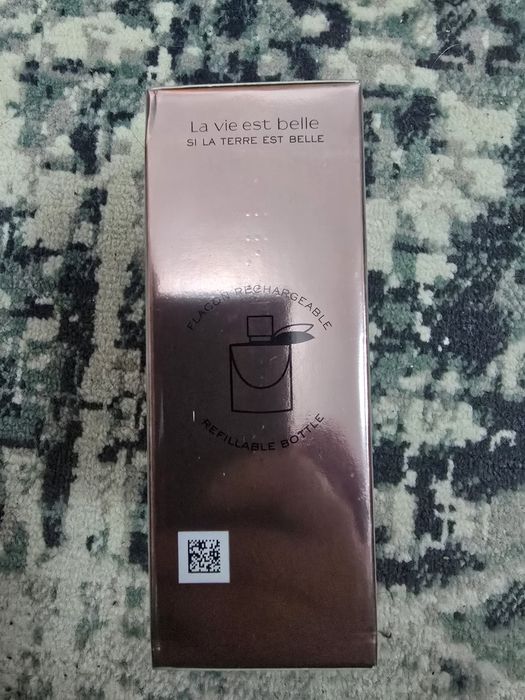 La vie est belle
SI LA TERRE EST BELLE
FLACON RECHARGEABLE
REFILLABLE BOTTLE